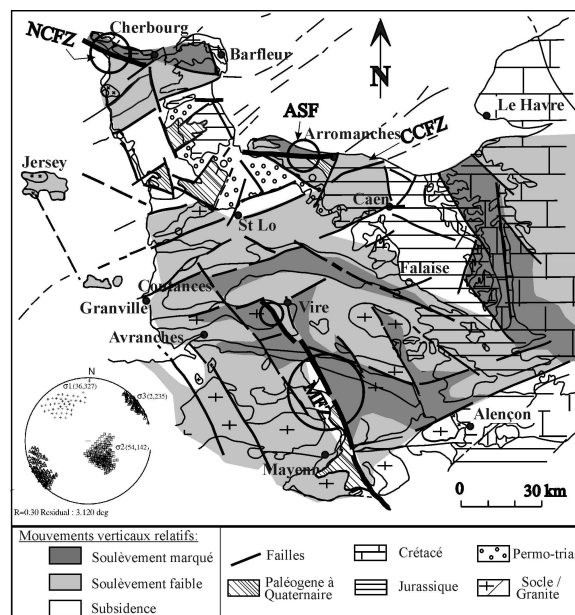 NCFZ
Cherbourg
Barfleur
N
Le Havre
ASF
Arromanches
CCFZ
Jersey
Caen
St Lo
Falaise
Coutances
Granville
Vire
Avranches
MFZ
Alençon
Mayenn
N
σ1(36,327)
σ3(2,235)
σ2(54,142)
R=0.30 Residual : 3.120 deg
0 30 km
Mouvements verticaux relatifs:
Soulèvement marqué
Soulèvement faible
Subsidence
Failles
Paléogène à
Quaternaire
Crétacé
Jurassique
Permo-trias
Socle /
Granite